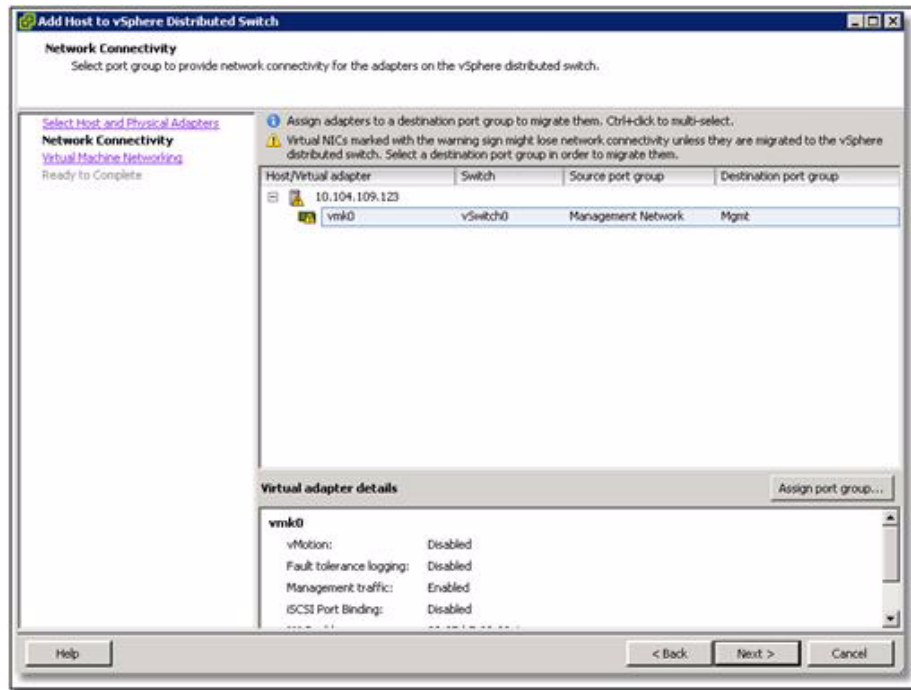 Add Host to vSphere Distributed Switch
Network Connectivity
Select port group to provide network connectivity for the adapters on the vSphere distributed switch.
Select Host and Physical Adapters
Network Connectivity
Virtual Machine Networking
Ready to Complete
Assign adapters to a destination port group to migrate them. Ctrl+click to multi-select.
Virtual NICs marked with the warning sign might lose network connectivity unless they are migrated to the vSphere
distributed switch. Select a destination port group in order to migrate them.
Host/Virtual adapter Switch Source port group Destination port group
10.104.109.123
vmk0 vSwitch0 Management Network Mgmt
Virtual adapter details
Assign port group...
vmk0
vMotion: Disabled
Fault tolerance logging: Disabled
Management traffic: Enabled
iSCSI Port Binding: Disabled
Help
< Back Next > Cancel